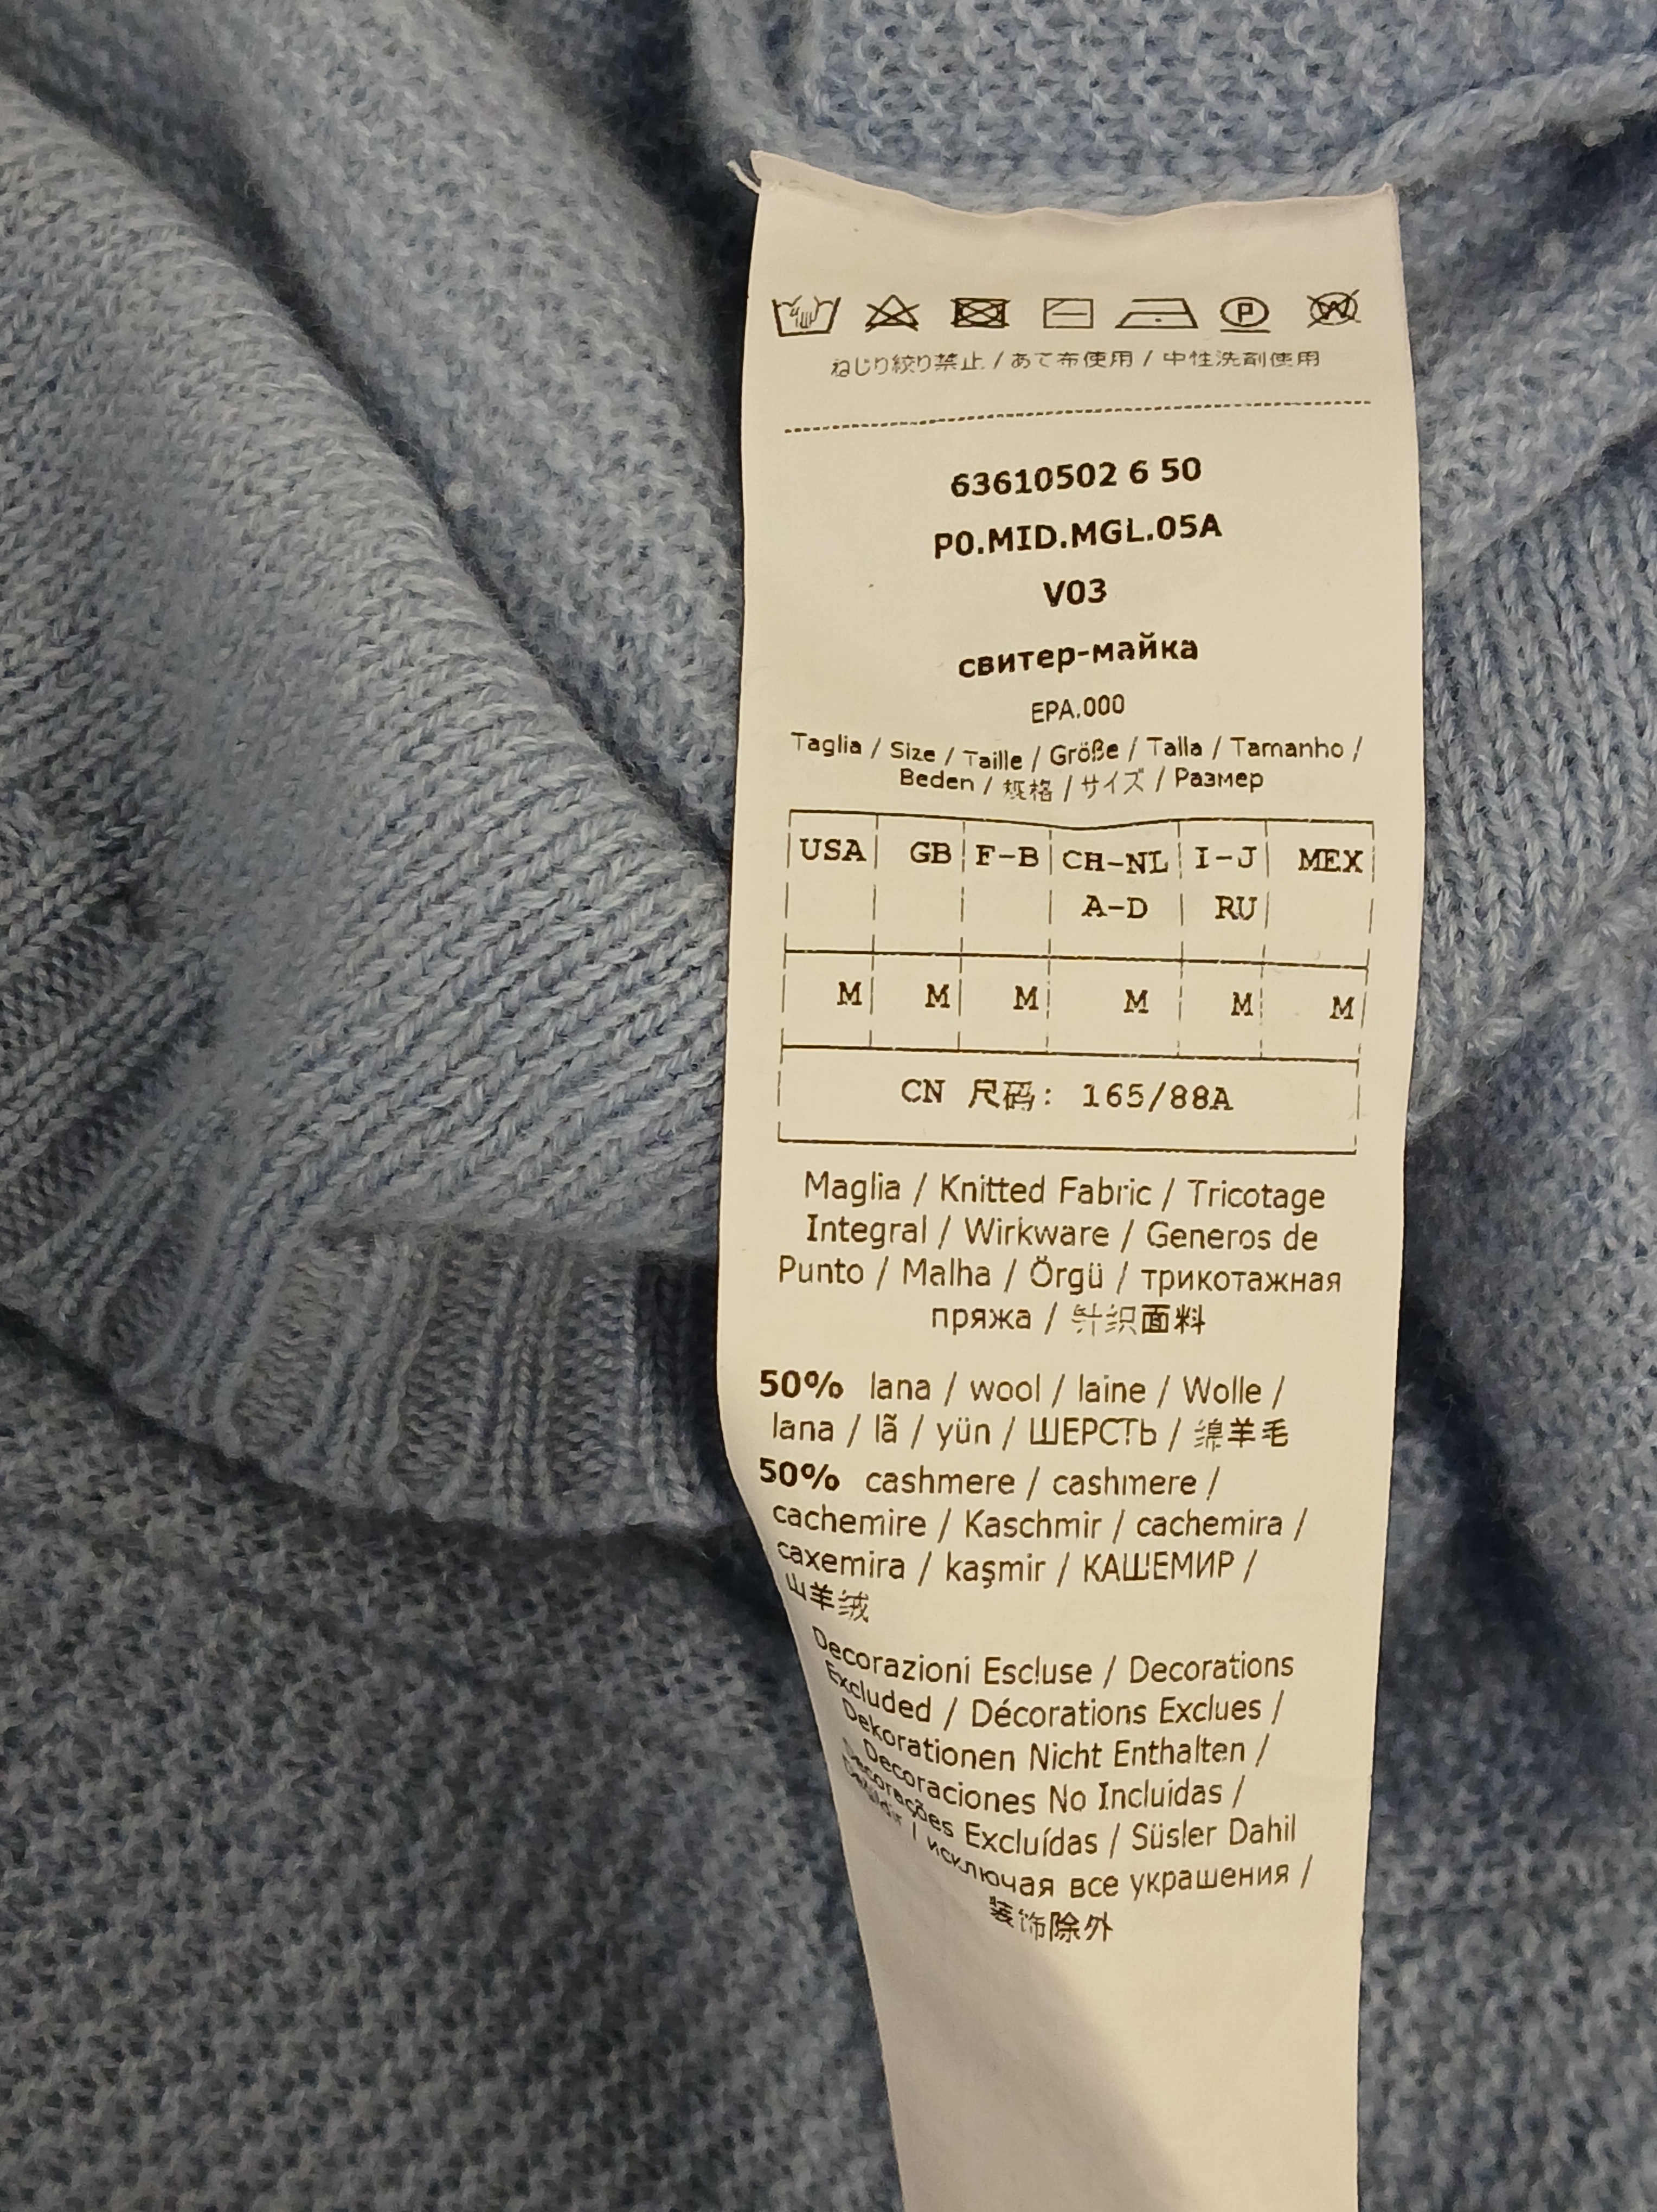 P
W
ねじり絞り禁止 / あて布使用 / 中性洗剤使用
63610502 6 50
P0.MID.MGL.05A
V03
свитер-майка
EPA.000
Taglia / Size / Taille / Größe / Talla / Tamanho /
Beden / 规格 / サイズ / Размер
USA GB F-B CH-NL I-J MEX
A-D RU
M M M M M M
CN 尺码: 165/88A
Maglia / Knitted Fabric / Tricotage
Integral / Wirkware / Generos de
Punto / Malha / Örgü / трикотажная
пряжа / 针织面料
50% lana / wool / laine / Wolle /
lana / lã / yün / ШЕРСТЬ / 绵羊毛
50% cashmere / cashmere /
cachemire / Kaschmir / cachemira /
caxemira / kaşmir / КАШЕМИР /
山羊绒
Decorazioni Escluse / Decorations
Excluded / Décorations Exclues /
Dekorationen Nicht Enthalten /
Decoraciones No Incluidas /
Decorações Excluídas / Süsler Dahil
/ исключая все украшения /
装饰除外